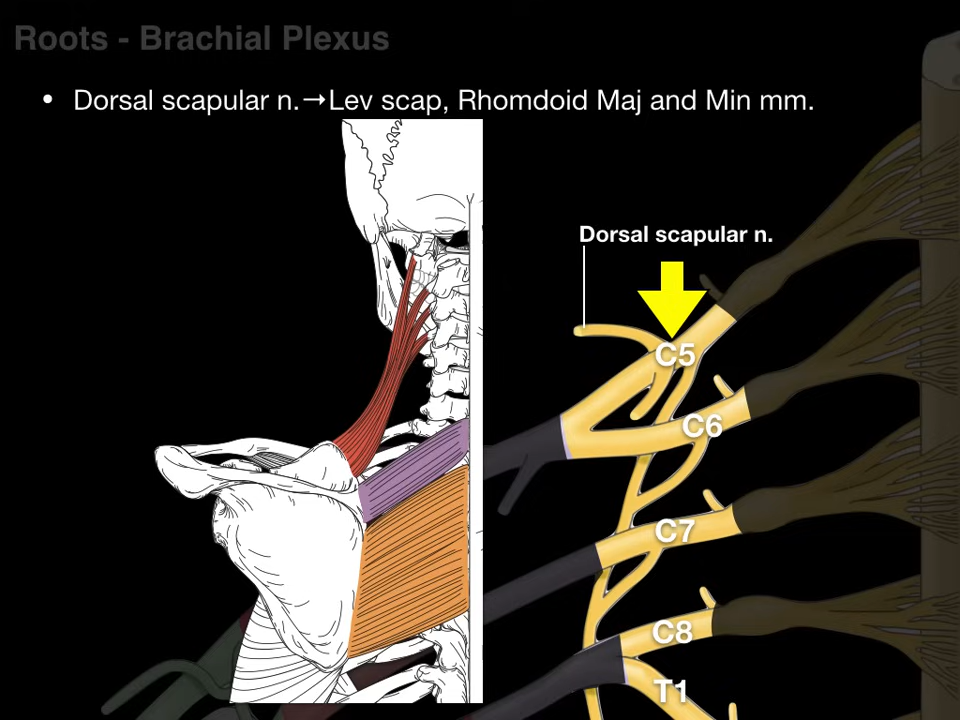 Roots - Brachial Plexus
• Dorsal scapular n.→Lev scap, Rhomdoid Maj and Min mm.
Dorsal scapular n.
C5
C6
C7
C8
T1